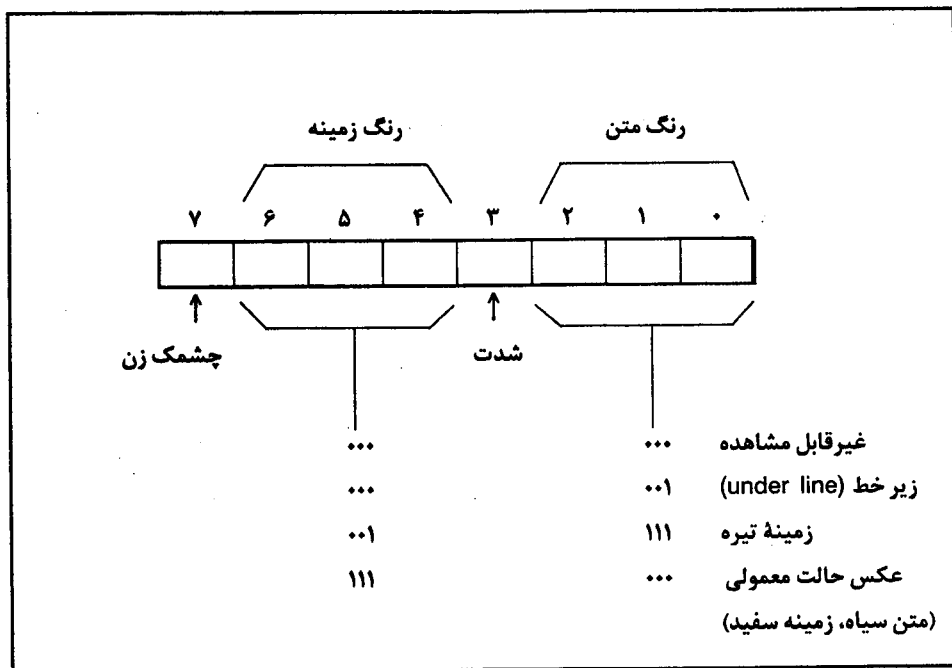 رنگ متن رنگ زمینه
۷ ۶ ۵ ۴ ۳ ۲ ۱ ۰
شدت چشمک زن
غیرقابل مشاهده ۰۰۰ ۰۰۰
زیر خط (under line) ۰۰۱ ۰۰۰
زمینهٔ تیره ۱۱۱ ۰۰۱
عکس حالت معمولی ۰۰۰ ۱۱۱
(متن سیاه، زمینه سفید)